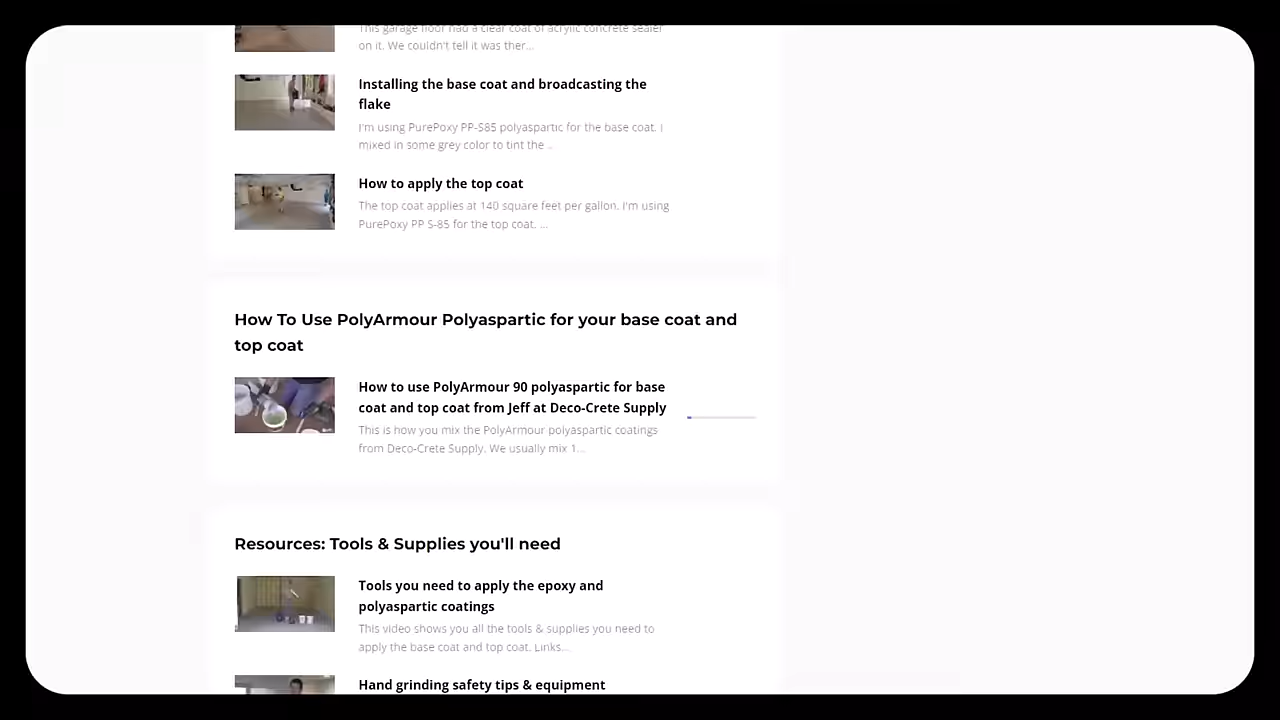 This garage floor had a clear coat of acrylic concrete sealer
on it. We couldn't tell it was ther...
Installing the base coat and broadcasting the
flake
I'm using PurePoxy PP-S85 polyaspartic for the base coat. I
mixed in some grey color to tint the ...
How to apply the top coat
The top coat applies at 140 square feet per gallon. I'm using
PurePoxy PP S-85 for the top coat. ...
How To Use PolyArmour Polyaspartic for your base coat and
top coat
How to use PolyArmour 90 polyaspartic for base
coat and top coat from Jeff at Deco-Crete Supply
This is how you mix the PolyArmour polyaspartic coatings
from Deco-Crete Supply. We usually mix 1...
Resources: Tools & Supplies you'll need
Tools you need to apply the epoxy and
polyaspartic coatings
This video shows you all the tools & supplies you need to
apply the base coat and top coat. Links...
Hand grinding safety tips & equipment